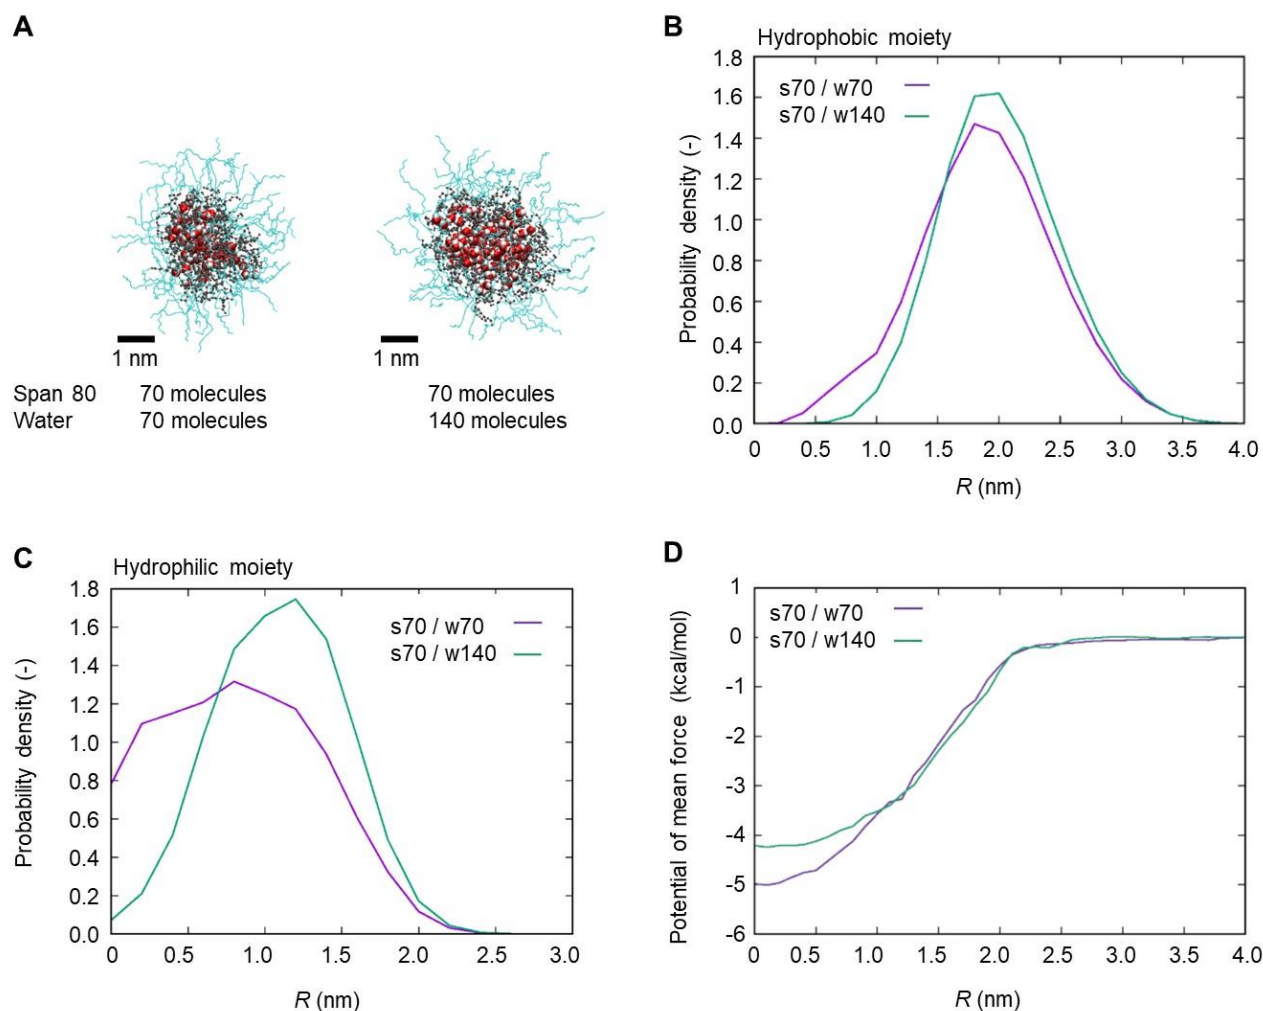 A
1 nm
1 nm
Span 80 70 molecules 70 molecules
Water 70 molecules 140 molecules
B
Hydrophobic moiety
s70 / w70
s70 / w140
Probability density (-)
1.8
1.6
1.4
1.2
1.0
0.8
0.6
0.4
0.2
0.0
0 0.5 1.0 1.5 2.0 2.5 3.0 3.5 4.0
R (nm)
C
Hydrophilic moiety
s70 / w70
s70 / w140
Probability density (-)
1.8
1.6
1.4
1.2
1.0
0.8
0.6
0.4
0.2
0.0
0 0.5 1.0 1.5 2.0 2.5 3.0
R (nm)
D
s70 / w70
s70 / w140
Potential of mean force (kcal/mol)
1
0
-1
-2
-3
-4
-5
-6
0 0.5 1.0 1.5 2.0 2.5 3.0 3.5 4.0
R (nm)